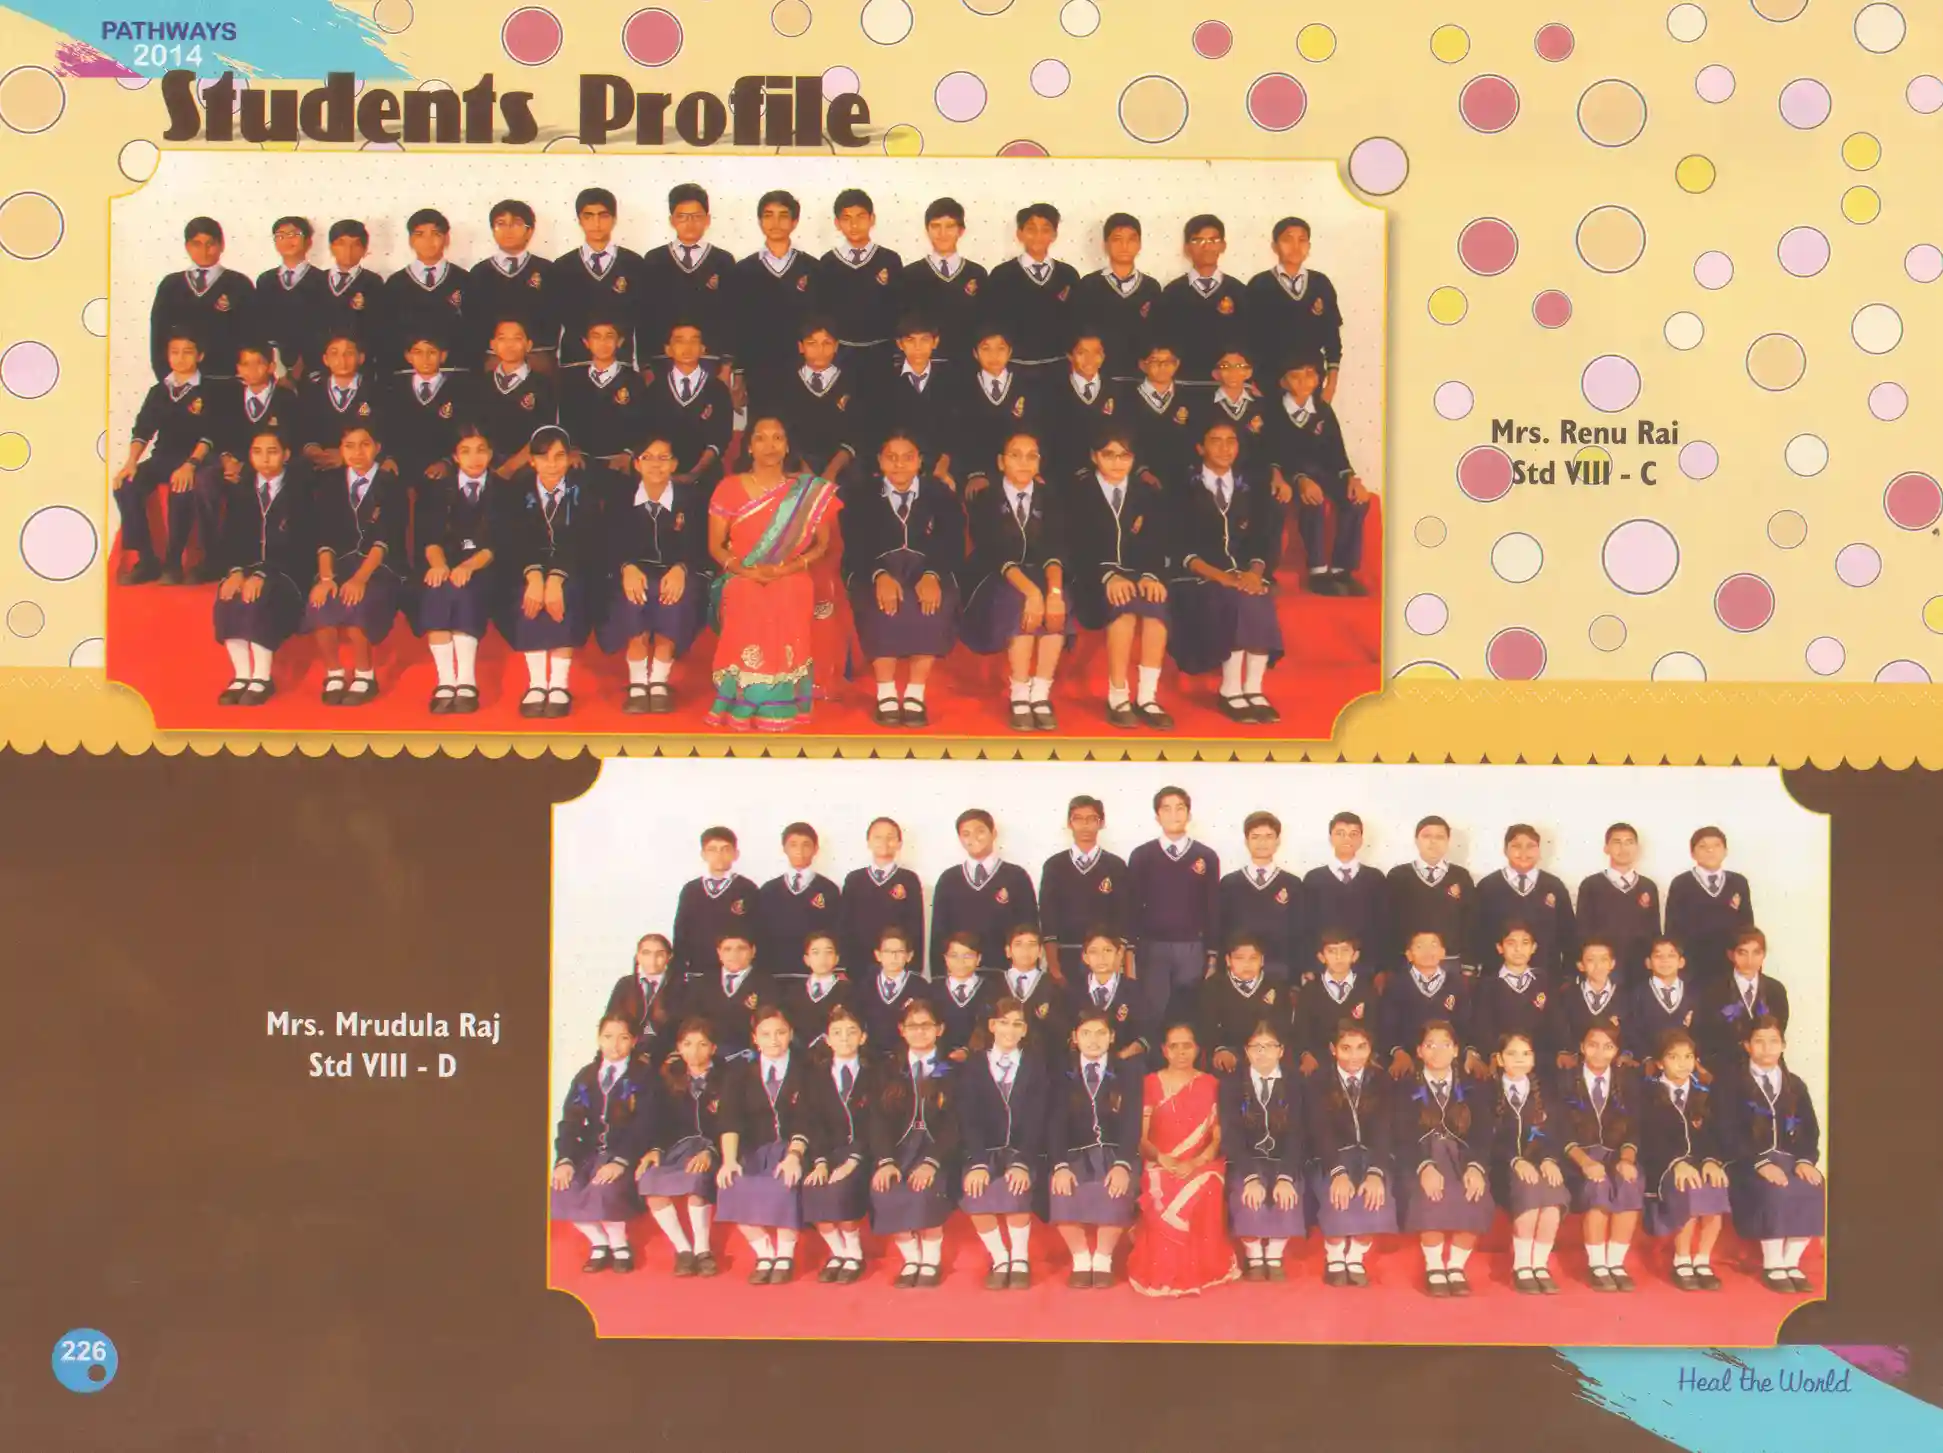 PATHWAYS
2014
Students Profile
Mrs. Renu Rai
Std VIII - C
Mrs. Mrudula Raj
Std VIII - D
226
Heal the World